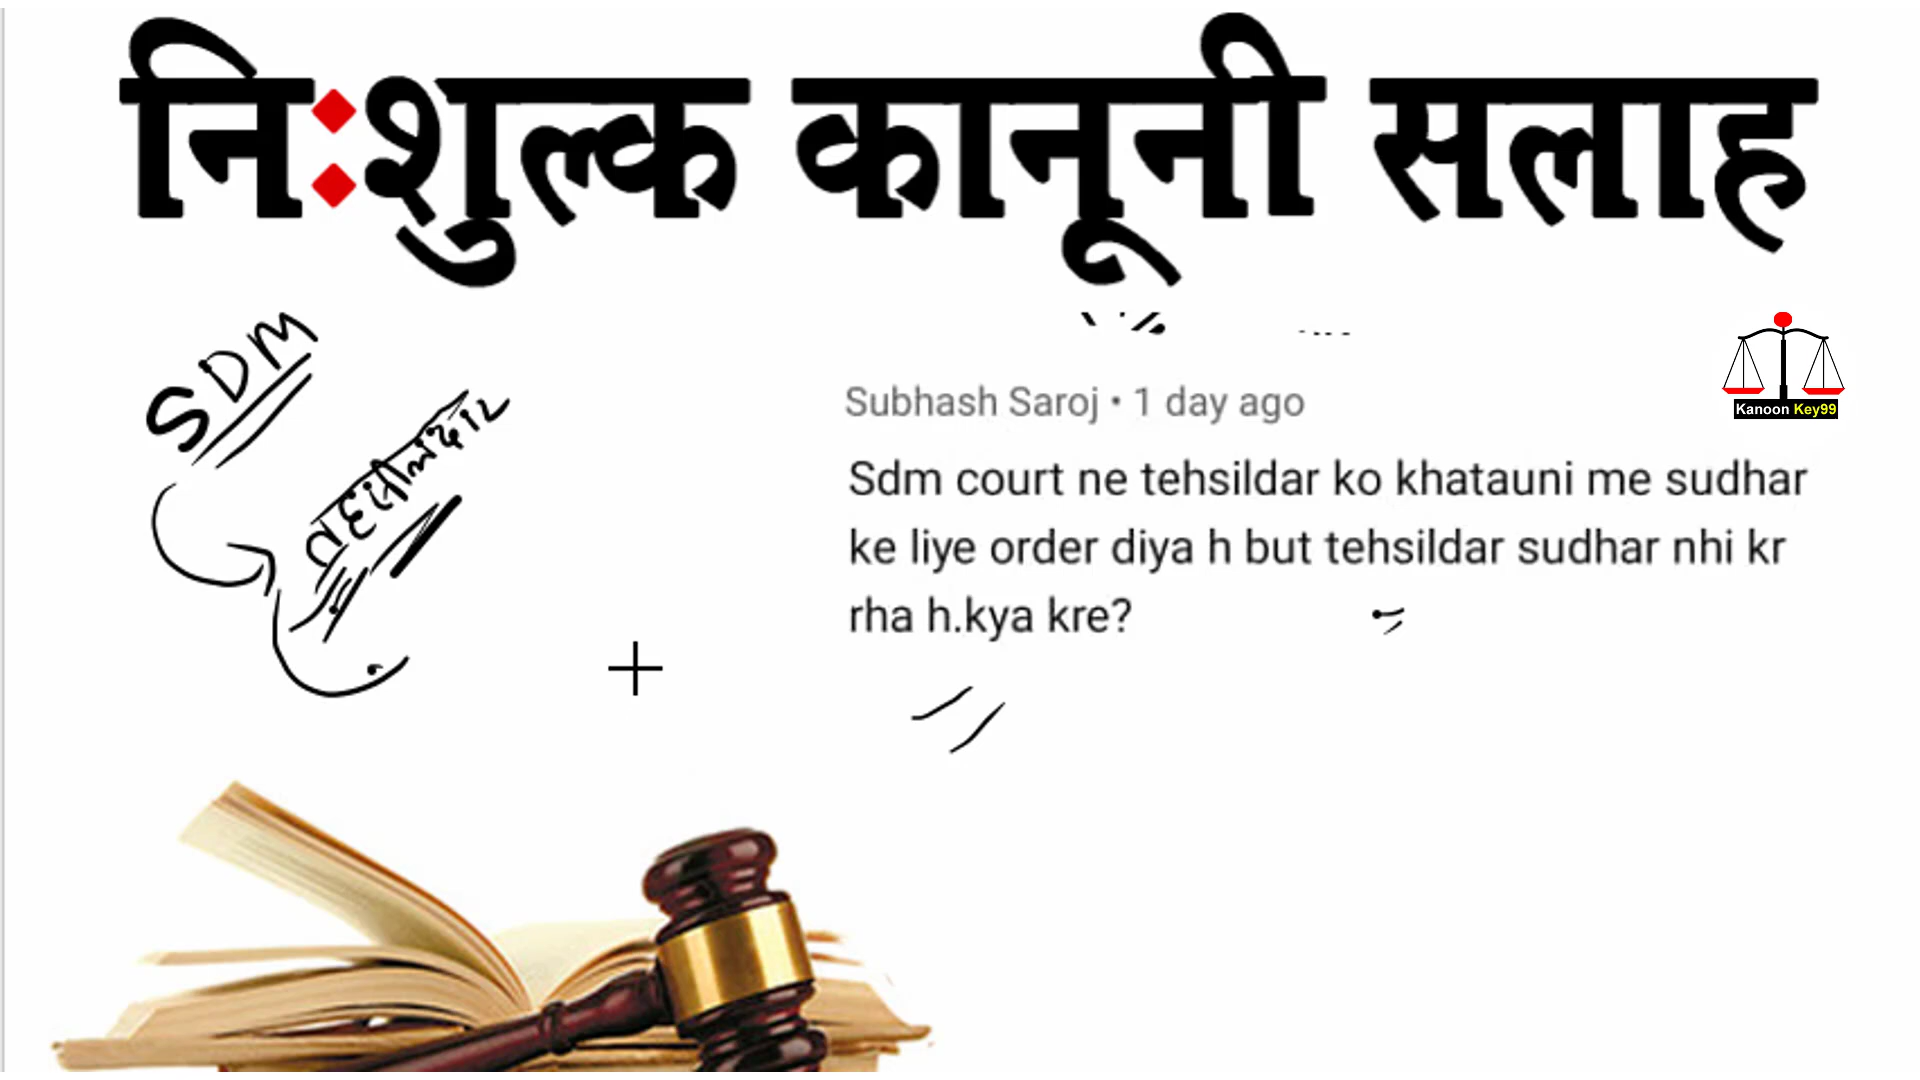 नि:शुल्क कानूनी सलाह
SDM
तहसीलदार
Subhash Saroj • 1 day ago
Sdm court ne tehsildar ko khatauni me sudhar
ke liye order diya h but tehsildar sudhar nhi kr
rha h.kya kre?
Kanoon Key99